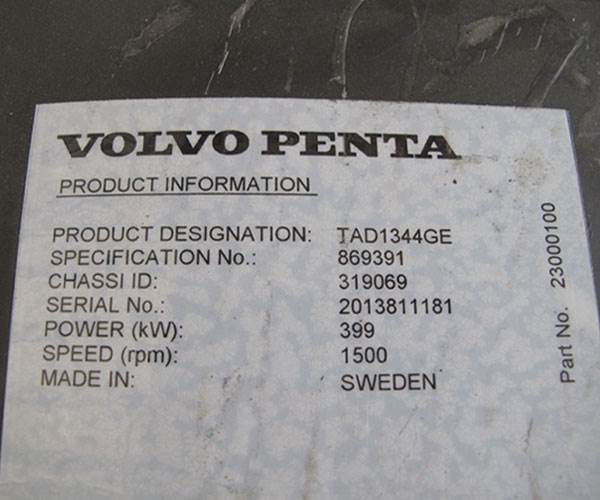 VOLVO PENTA
PRODUCT INFORMATION
PRODUCT DESIGNATION: TAD1344GE
SPECIFICATION No.: 869391
CHASSI ID: 319069
SERIAL No.: 2013811181
POWER (kW): 399
SPEED (rpm): 1500
MADE IN: SWEDEN
Part No. 23000100